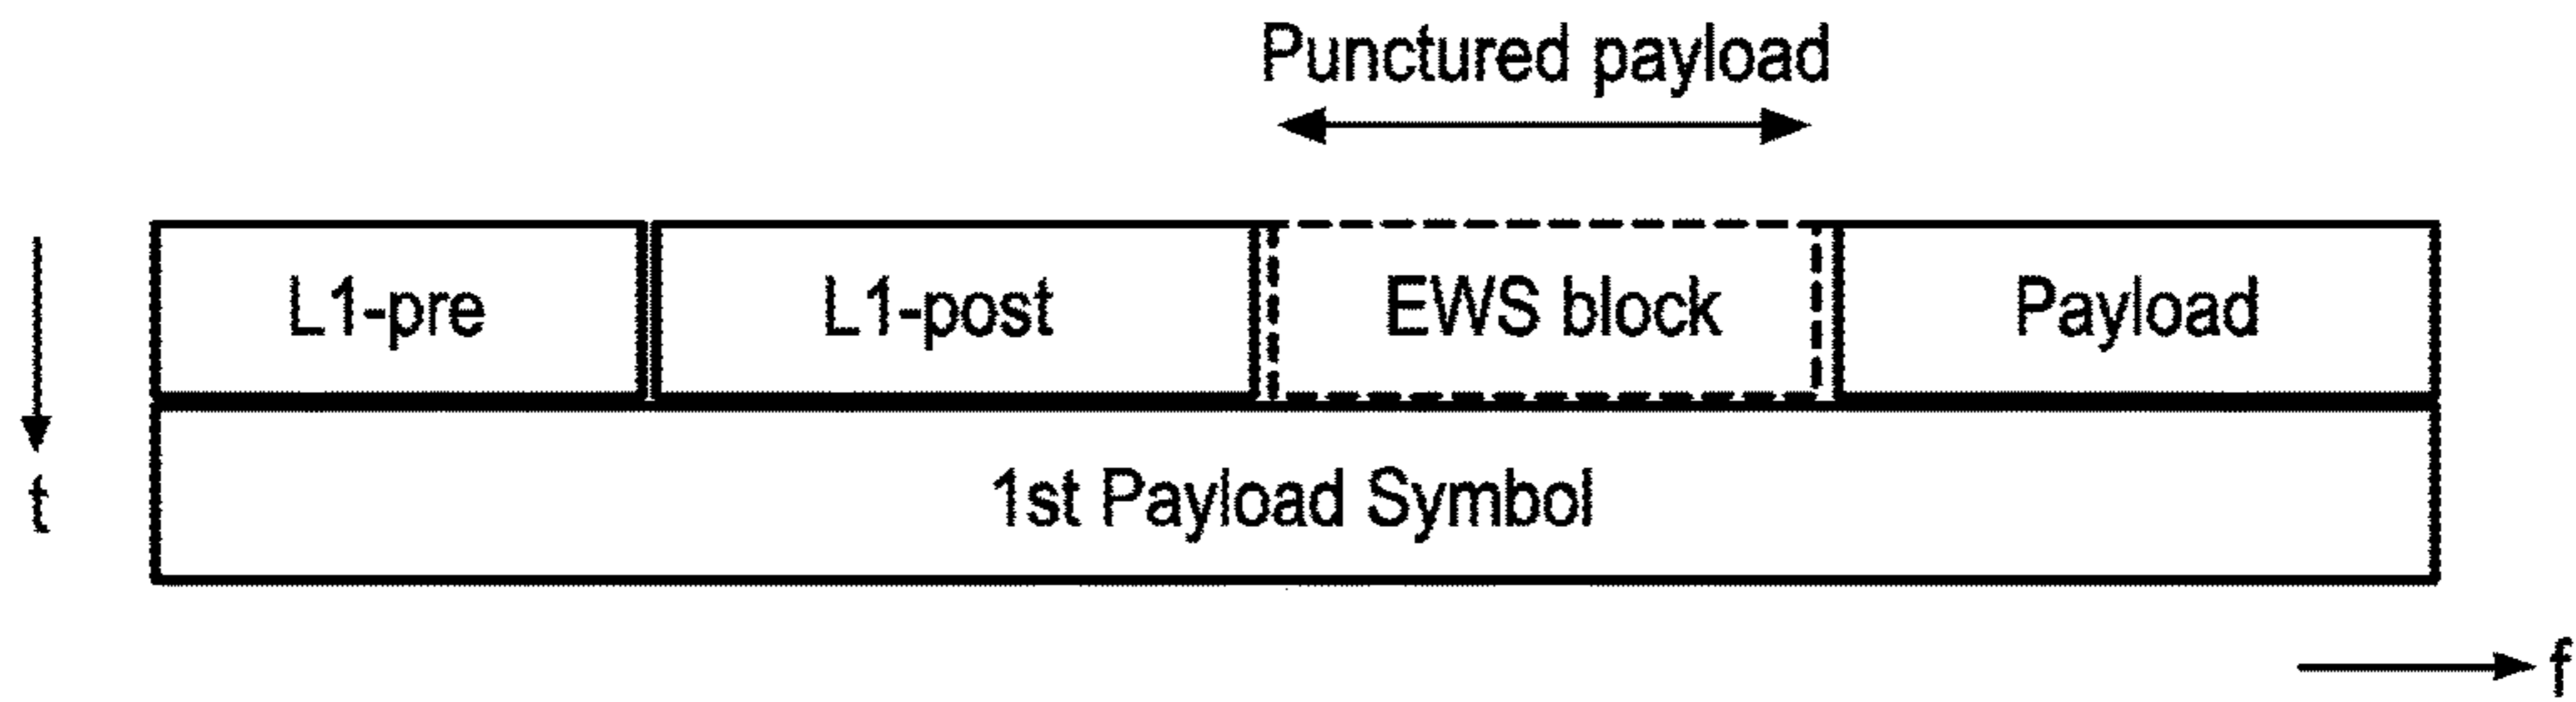 Punctured payload
L1-pre
L1-post
EWS block
Payload
t
1st Payload Symbol
f